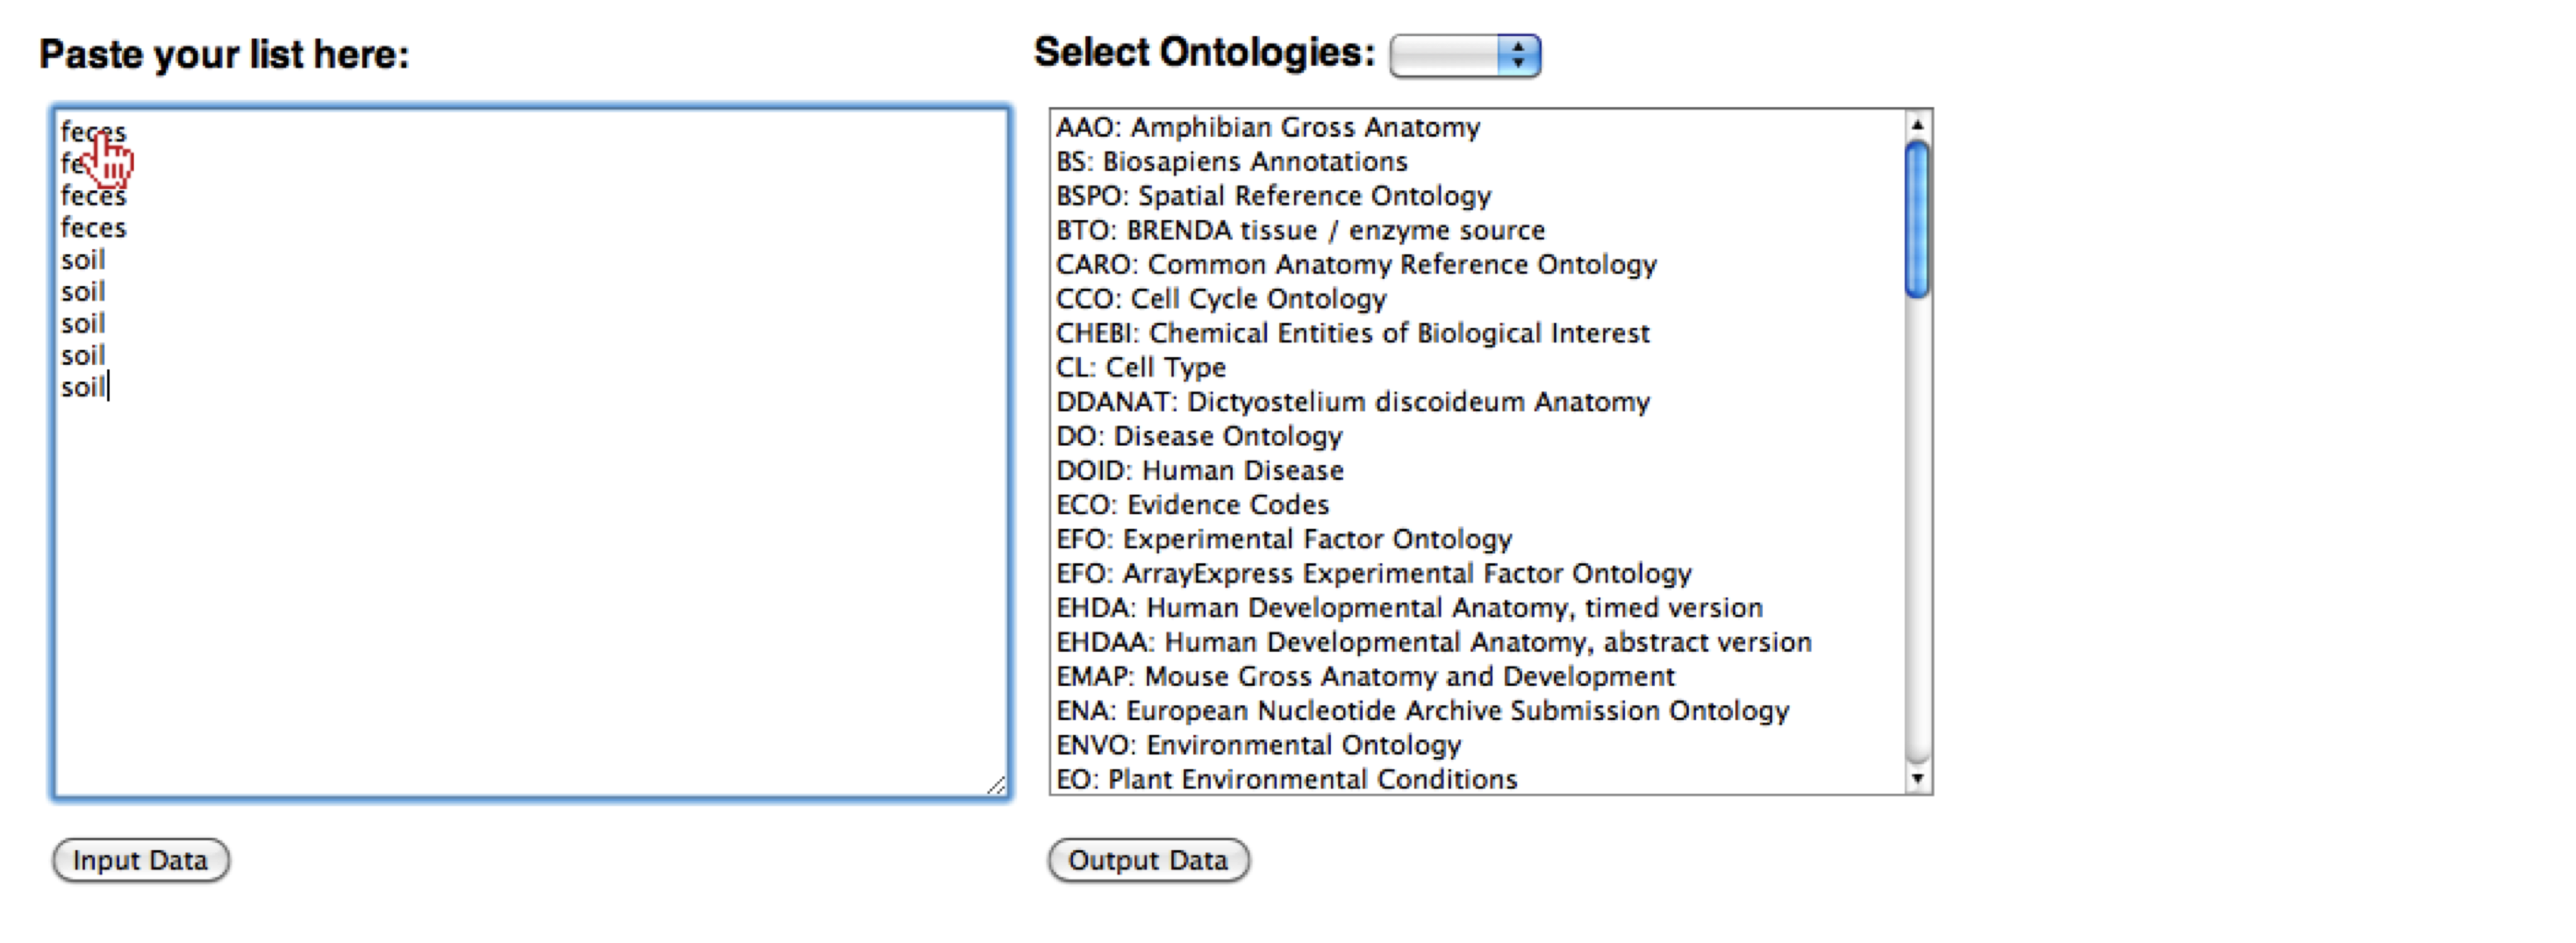 Paste your list here:
feces
fe
feces
feces
soil
soil
soil
soil
soil
Input Data
Select Ontologies:
AAO: Amphibian Gross Anatomy
BS: Biosapiens Annotations
BSPO: Spatial Reference Ontology
BTO: BRENDA tissue / enzyme source
CARO: Common Anatomy Reference Ontology
CCO: Cell Cycle Ontology
CHEBI: Chemical Entities of Biological Interest
CL: Cell Type
DDANAT: Dictyostelium discoideum Anatomy
DO: Disease Ontology
DOID: Human Disease
ECO: Evidence Codes
EFO: Experimental Factor Ontology
EFO: ArrayExpress Experimental Factor Ontology
EHDA: Human Developmental Anatomy, timed version
EHDAA: Human Developmental Anatomy, abstract version
EMAP: Mouse Gross Anatomy and Development
ENA: European Nucleotide Archive Submission Ontology
ENVO: Environmental Ontology
EO: Plant Environmental Conditions
Output Data